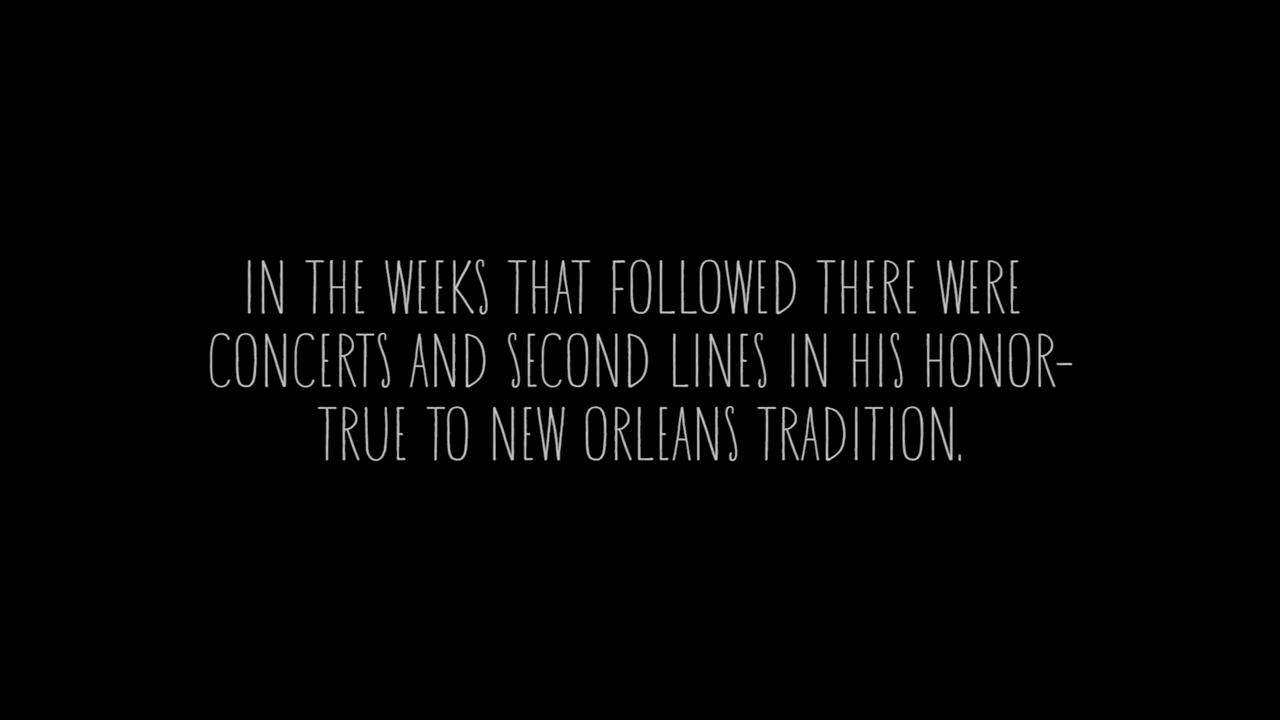 IN THE WEEKS THAT FOLLOWED THERE WERE
CONCERTS AND SECOND LINES IN HIS HONOR-
TRUE TO NEW ORLEANS TRADITION.